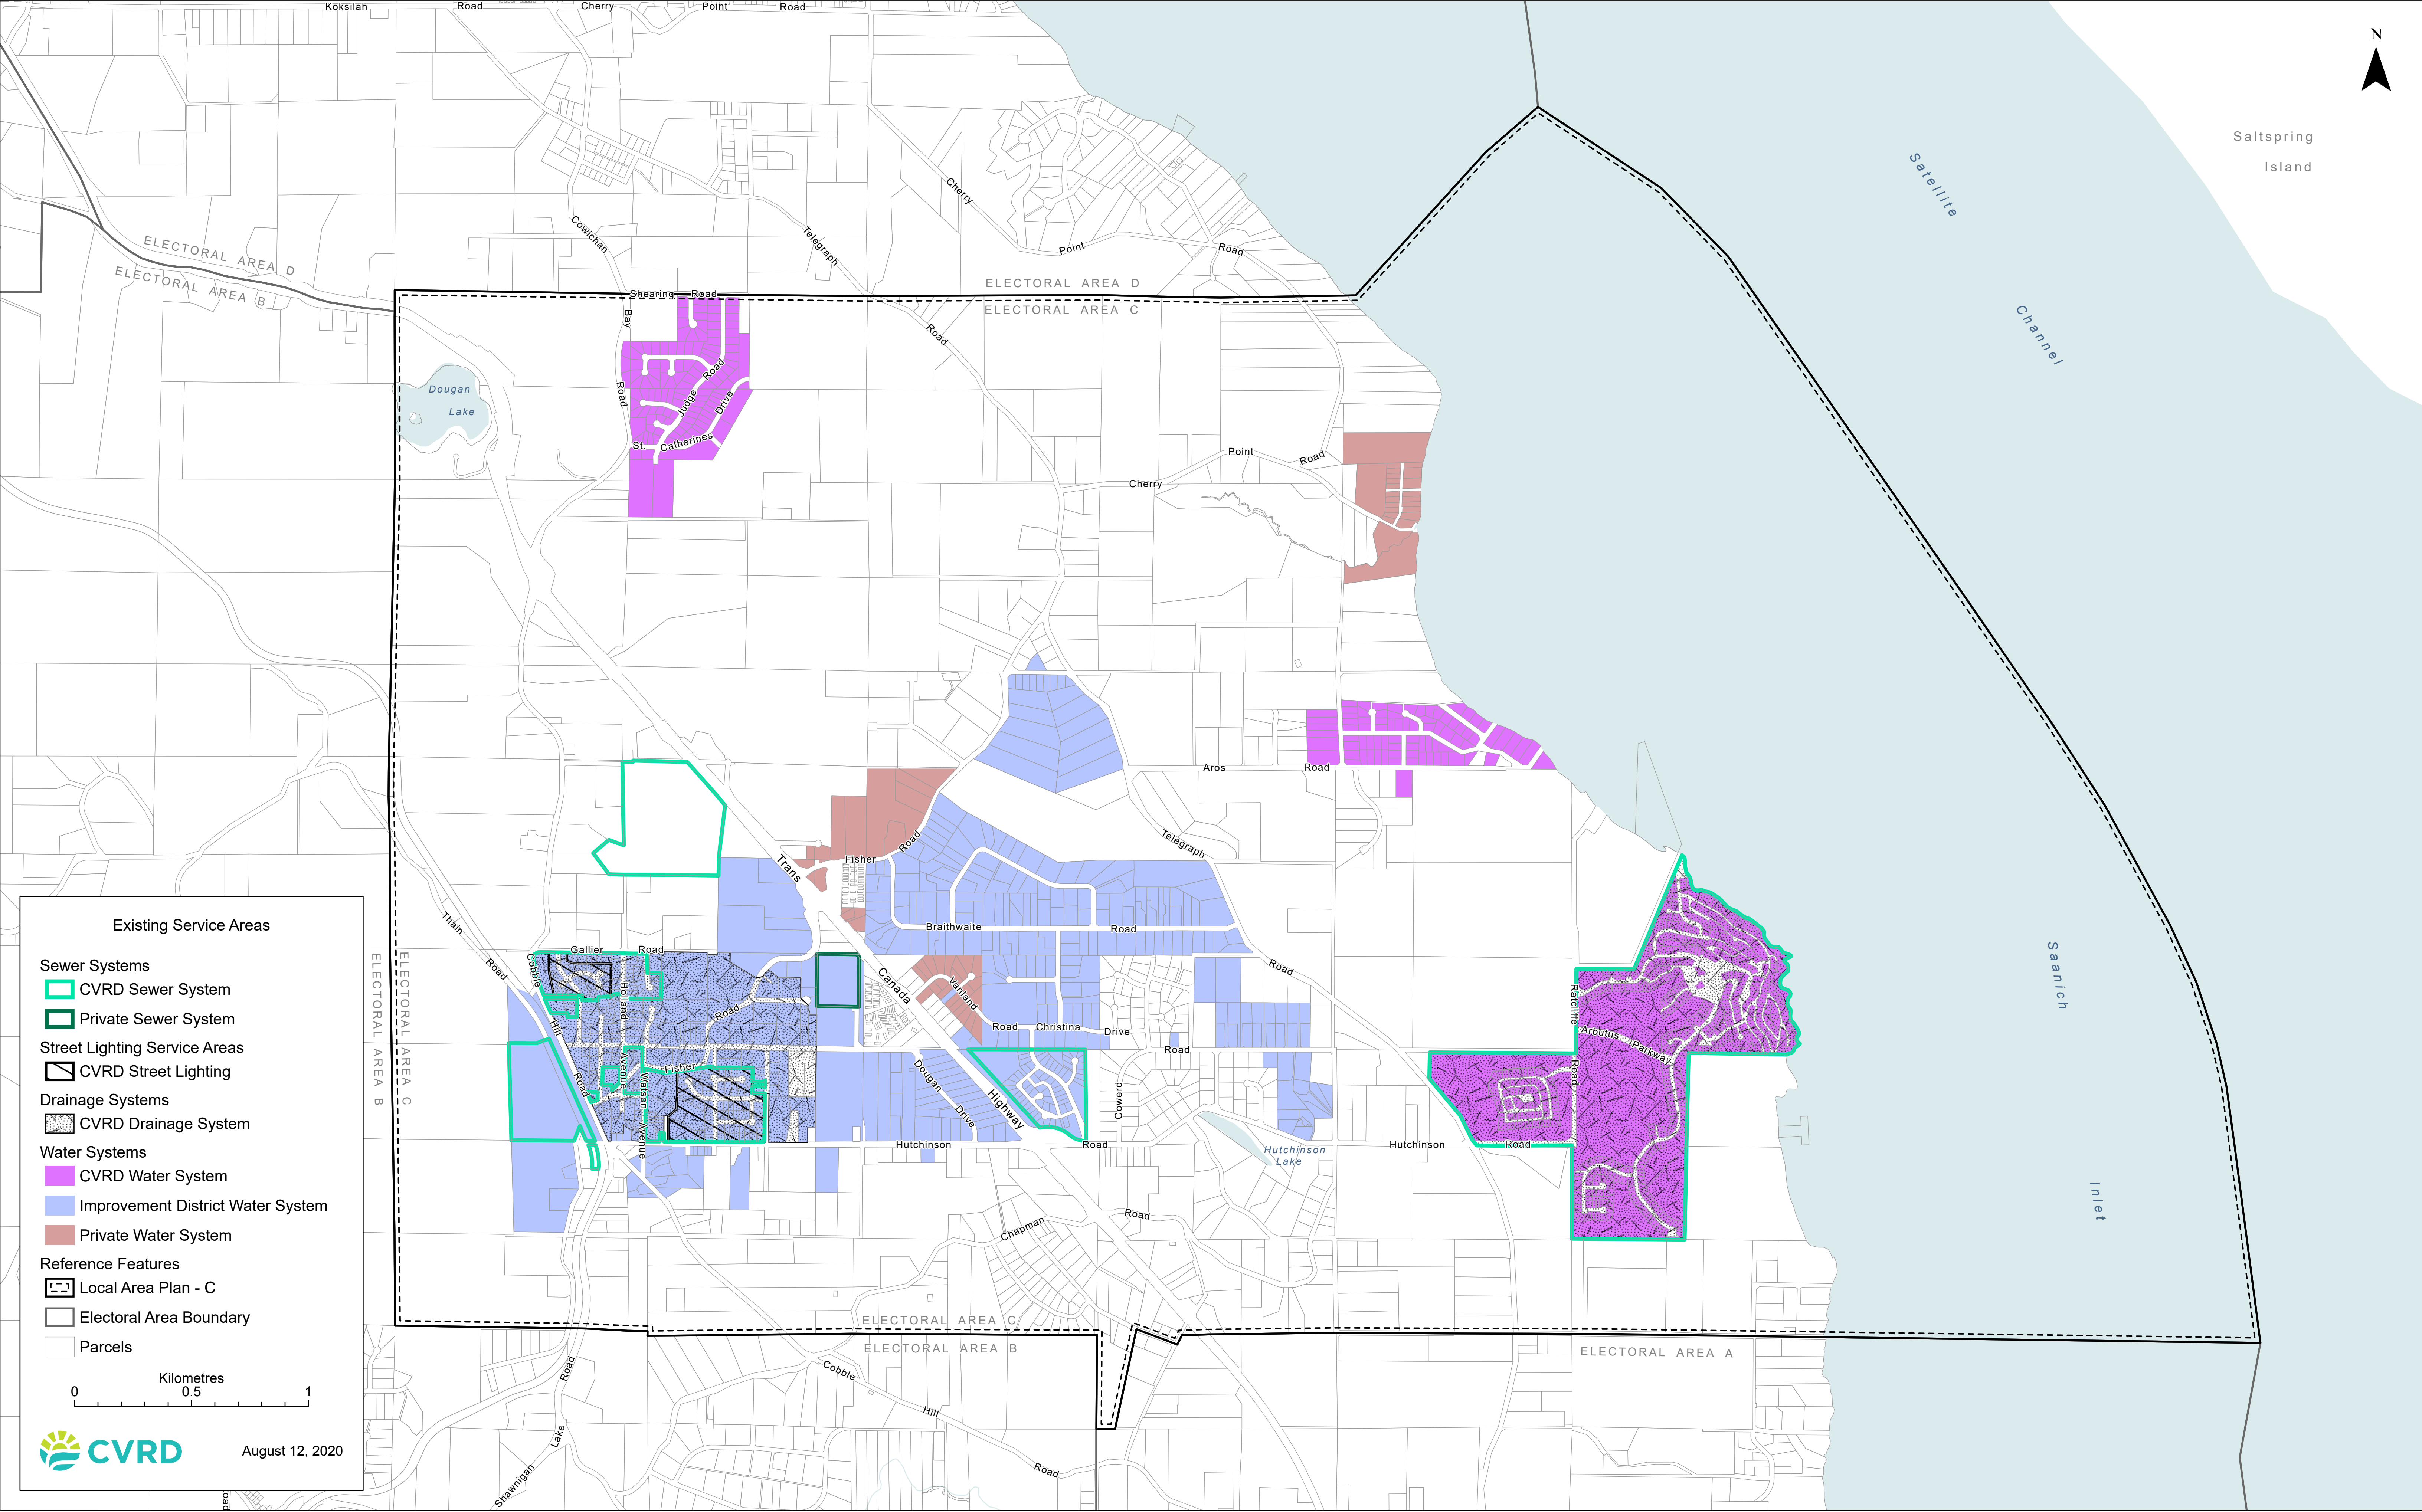 Koksilah Road Cherry Point Road
N
Saltspring
Island
Satellite
Channel
Saanich
Inlet
Cherry
Point
Road
Cowichan
Telegraph
ELECTORAL AREA D
ELECTORAL AREA B
ELECTORAL AREA D
ELECTORAL AREA C
Shearing Road
Bay
Road
Road
Judge
Road
Drive
St. Catherines
Dougan
Lake
Cherry
Point
Road
Aros Road
Telegraph
Road
Trans
Canada
Highway
Fisher
Road
Braithwaite Road
Thain
Road
Gallier Road
Cobble
Hill
Road
Holland
Avenue
Road
Fisher
Watson
Avenue
Vanland
Road
Christina
Drive
Road
Dougan
Drive
Cowerd
Hutchinson Road
Hutchinson
Lake
Hutchinson Road
Ratcliffe
Road
Arbutus
Parkway
ELECTORAL AREA B
ELECTORAL AREA C
Chapman
Road
ELECTORAL AREA C
ELECTORAL AREA B
ELECTORAL AREA A
Cobble
Hill
Road
Road
Lake
Shawnigan
Existing Service Areas
Sewer Systems
CVRD Sewer System
Private Sewer System
Street Lighting Service Areas
CVRD Street Lighting
Drainage Systems
CVRD Drainage System
Water Systems
CVRD Water System
Improvement District Water System
Private Water System
Reference Features
Local Area Plan - C
Electoral Area Boundary
Parcels
Kilometres
0 0.5 1
CVRD
August 12, 2020